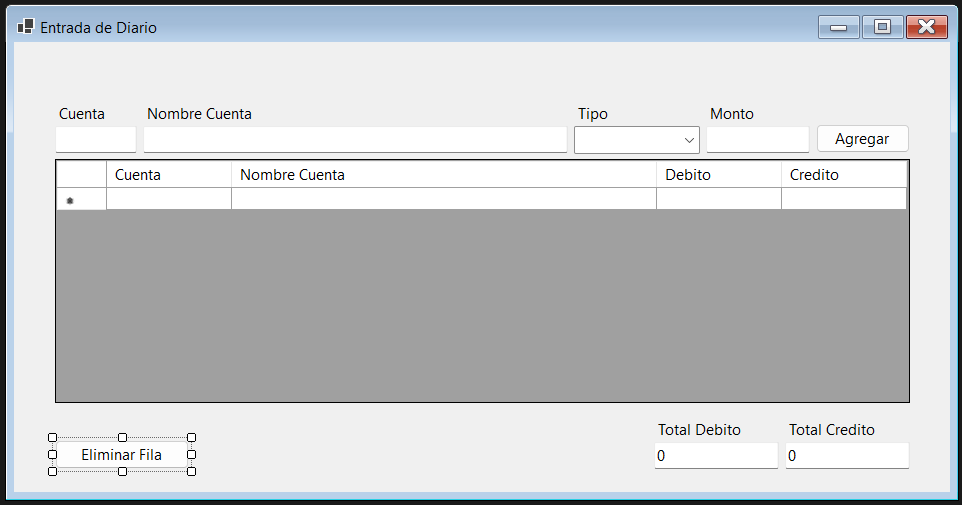 Entrada de Diario
Cuenta Nombre Cuenta Tipo Monto
Agregar
Cuenta Nombre Cuenta Debito Credito
Total Debito Total Credito
Eliminar Fila 0 0